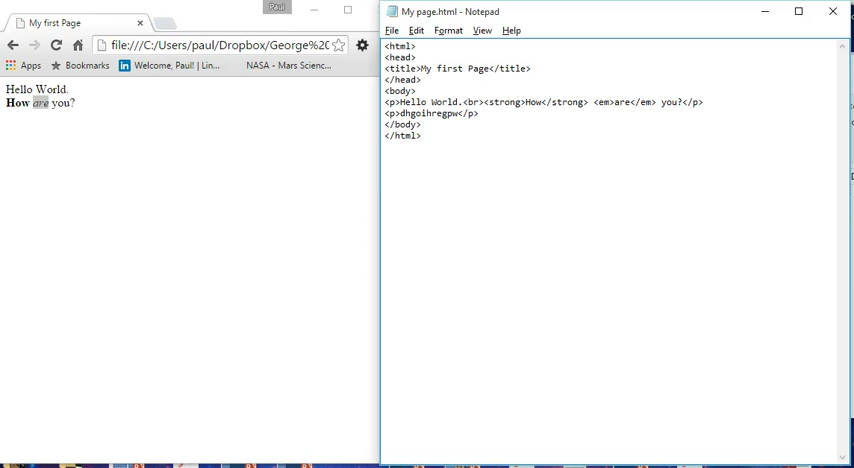 Paul
My first Page
file:///C:/Users/paul/Dropbox/George%20
Apps Bookmarks Welcome, Paul! | Lin... NASA - Mars Scienc...
Hello World.
How are you?
My page.html - Notepad
File Edit Format View Help
<html>
<head>
<title>My first Page</title>
</head>
<body>
<p>Hello World.<br><strong>How</strong> <em>are</em> you?</p>
<p>dhgoihregpw</p>
</body>
</html>